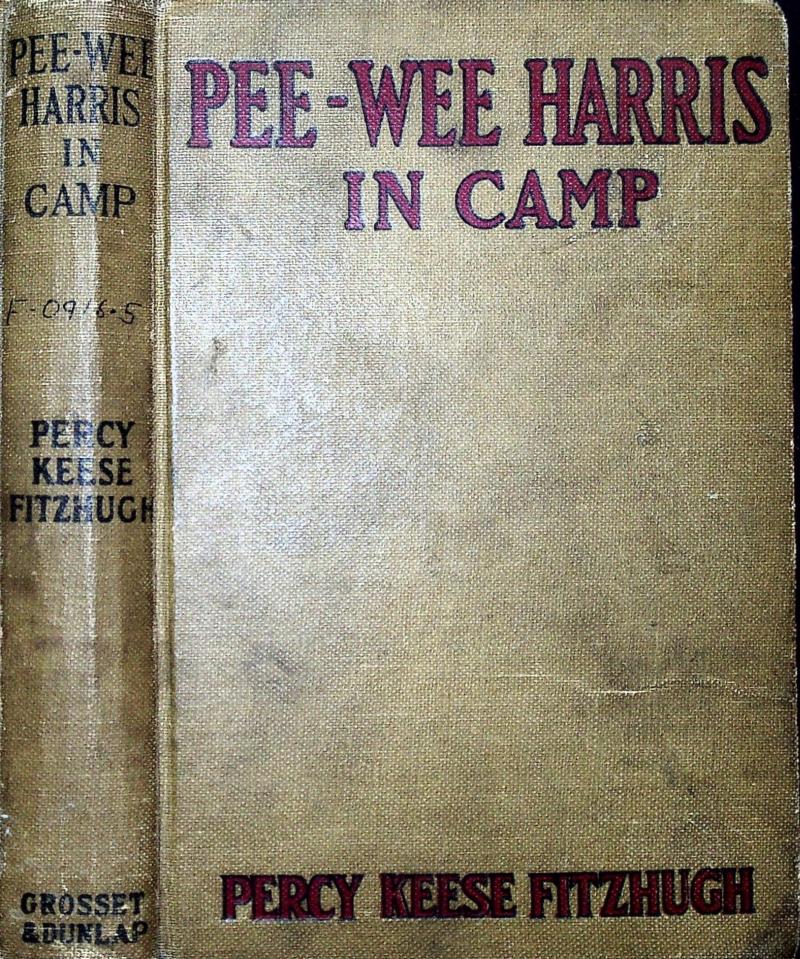 PEE-WEE
HARRIS
IN
CAMP
F-0916.5
PERCY
KEESE
FITZHUGH
GROSSET
& DUNLAP
PEE-WEE HARRIS
IN CAMP
PERCY KEESE FITZHUGH